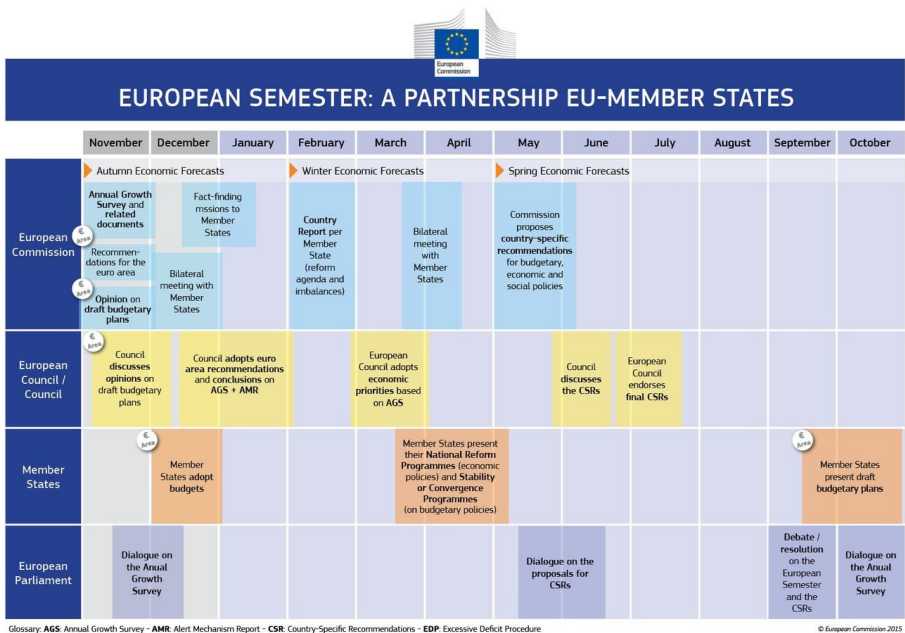 European
Commission
EUROPEAN SEMESTER: A PARTNERSHIP EU-MEMBER STATES
November December January February March April May June July August September October
European
Commission
Autumn Economic Forecasts
Winter Economic Forecasts
Spring Economic Forecasts
Annual Growth
Survey and
related
documents
€
Area
Recommen-
dations for the
euro area
€
Area
Opinion on
draft budgetary
plans
Fact-finding
mssions to
Member
States
Bilateral
meeting with
Member
States
Country
Report per
Member
State
(reform
agenda and
imbalances)
Bilateral
meeting
with
Member
States
Commission
proposes
country-specific
recommendations
for budgetary,
economic and
social policies
European
Council /
Council
€
Area
Council
discusses
opinions on
draft budgetary
plans
Council adopts euro
area recommendations
and conclusions on
AGS + AMR
European
Council adopts
economic
priorities based
on AGS
Council
discusses
the CSRs
European
Council
endorses
final CSRs
Member
States
€
Area
Member
States adopt
budgets
Member States present
their National Reform
Programmes (economic
policies) and Stability
or Convergence
Programmes
(on budgetary policies)
€
Area
Member States
present draft
budgetary plans
European
Parliament
Dialogue on
the Anual
Growth
Survey
Dialogue on the
proposals for
CSRs
Debate /
resolution
on the
European
Semester
and the
CSRs
Dialogue on
the Anual
Growth
Survey
Glossary: AGS: Annual Growth Survey - AMR: Alert Mechanism Report - CSR: Country-Specific Recommendations - EDP: Excessive Deficit Procedure
© European Commission 2015